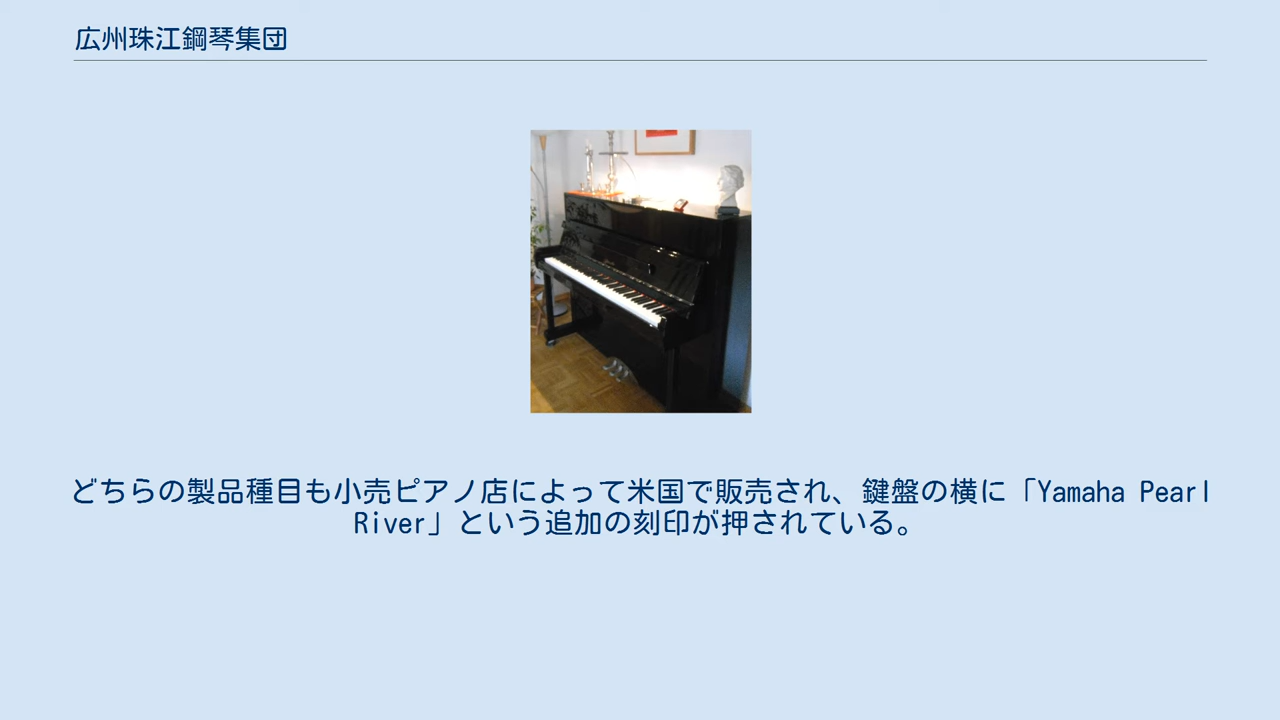 広州珠江鋼琴集団
どちらの製品種目も小売ピアノ店によって米国で販売され、鍵盤の横に「Yamaha Pearl
River」という追加の刻印が押されている。